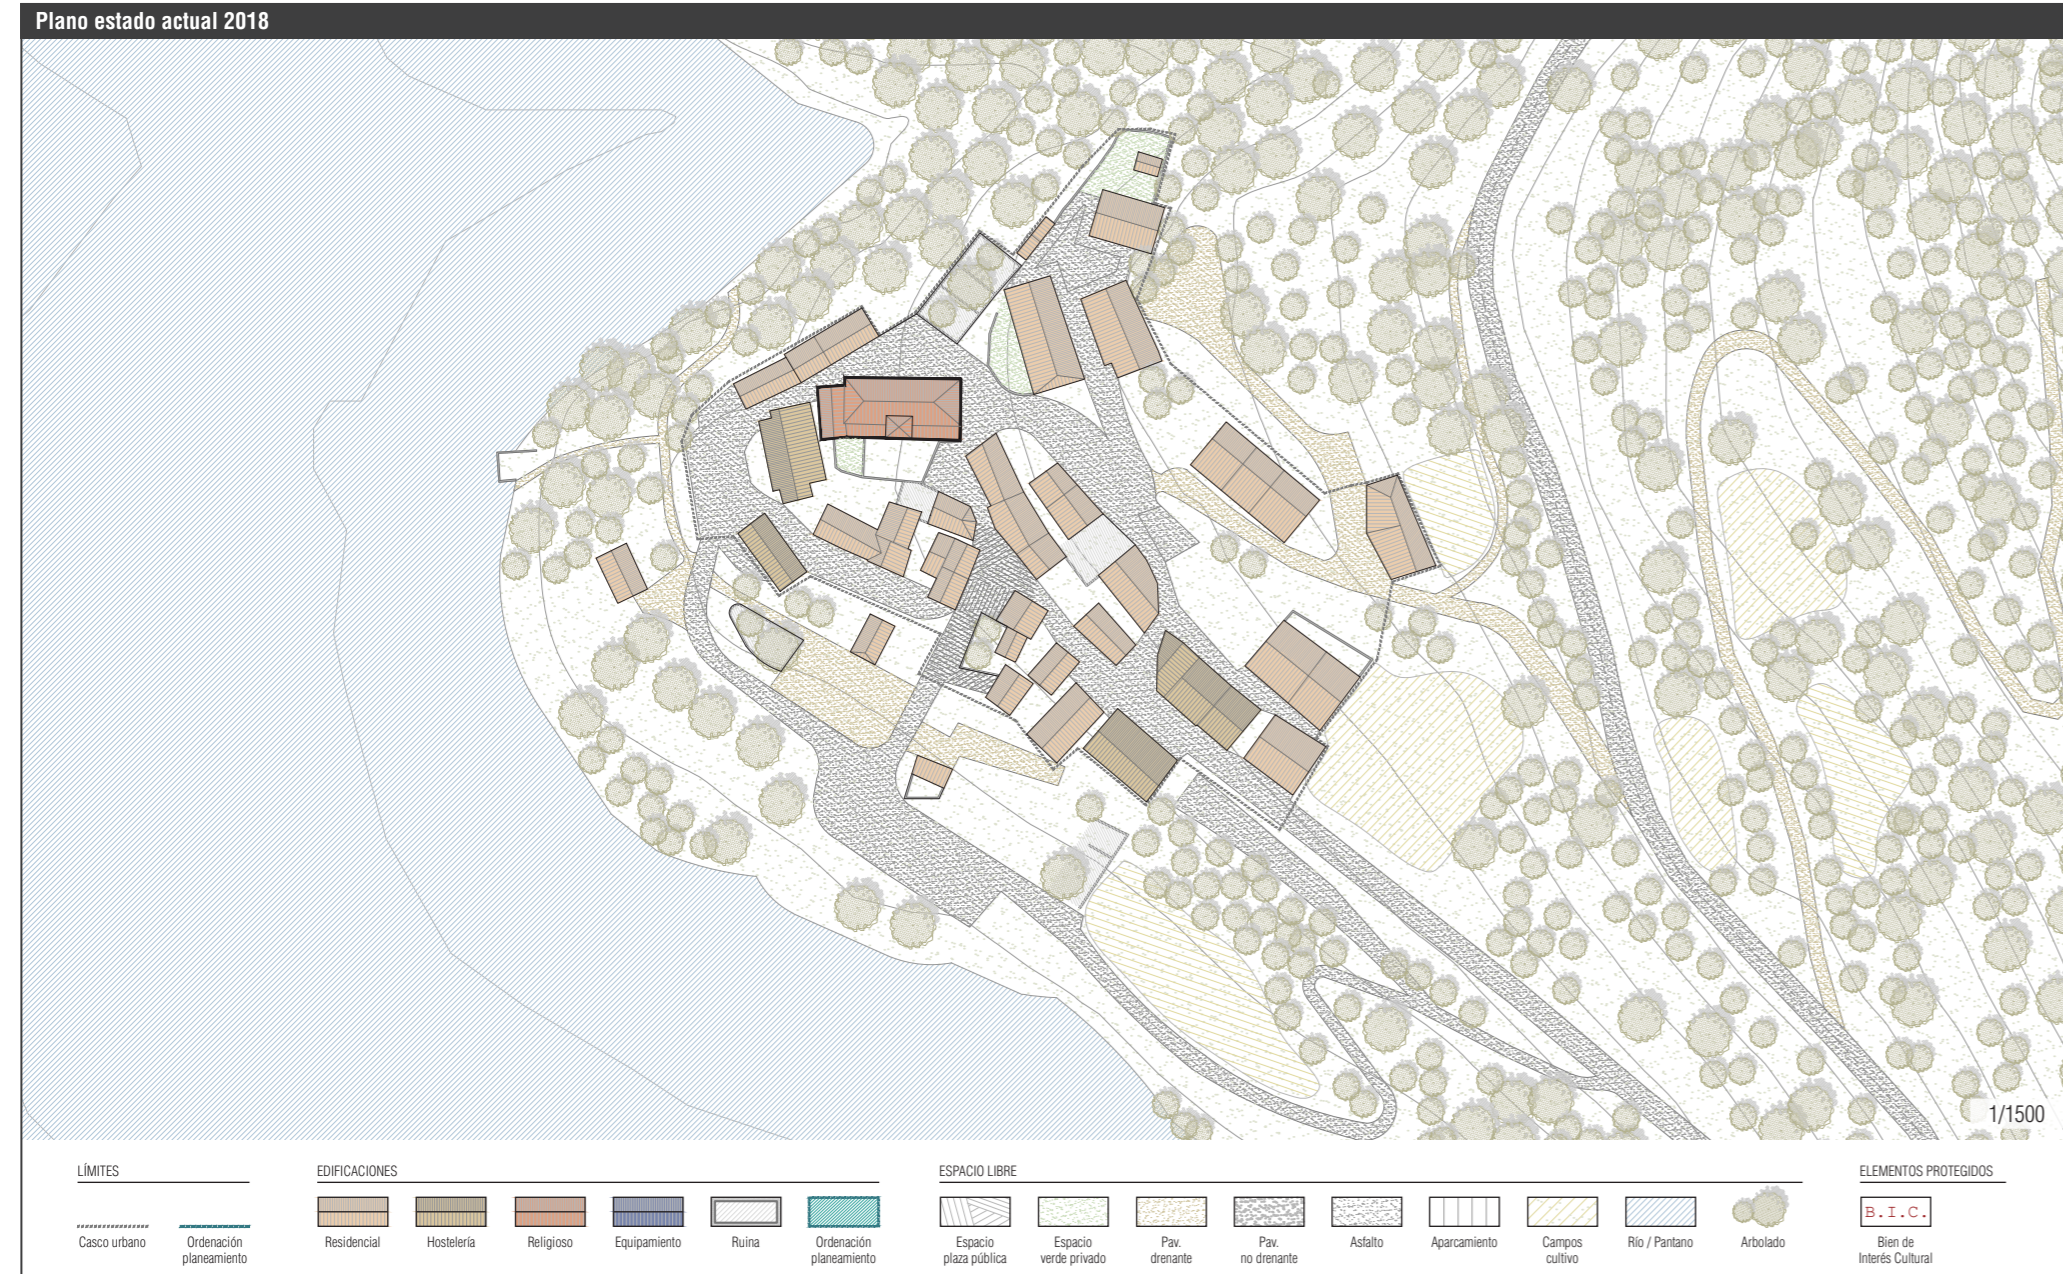 Plano estado actual 2018
1/1500
LÍMITES
Casco urbano
Ordenación
planeamiento
EDIFICACIONES
Residencial
Hostelería
Religioso
Equipamiento
Ruina
Ordenación
planeamiento
ESPACIO LIBRE
Espacio
plaza pública
Espacio
verde privado
Pav.
drenante
Pav.
no drenante
Asfalto
Aparcamiento
Campos
cultivo
Río / Pantano
Arbolado
ELEMENTOS PROTEGIDOS
B.I.C.
Bien de
Interés Cultural